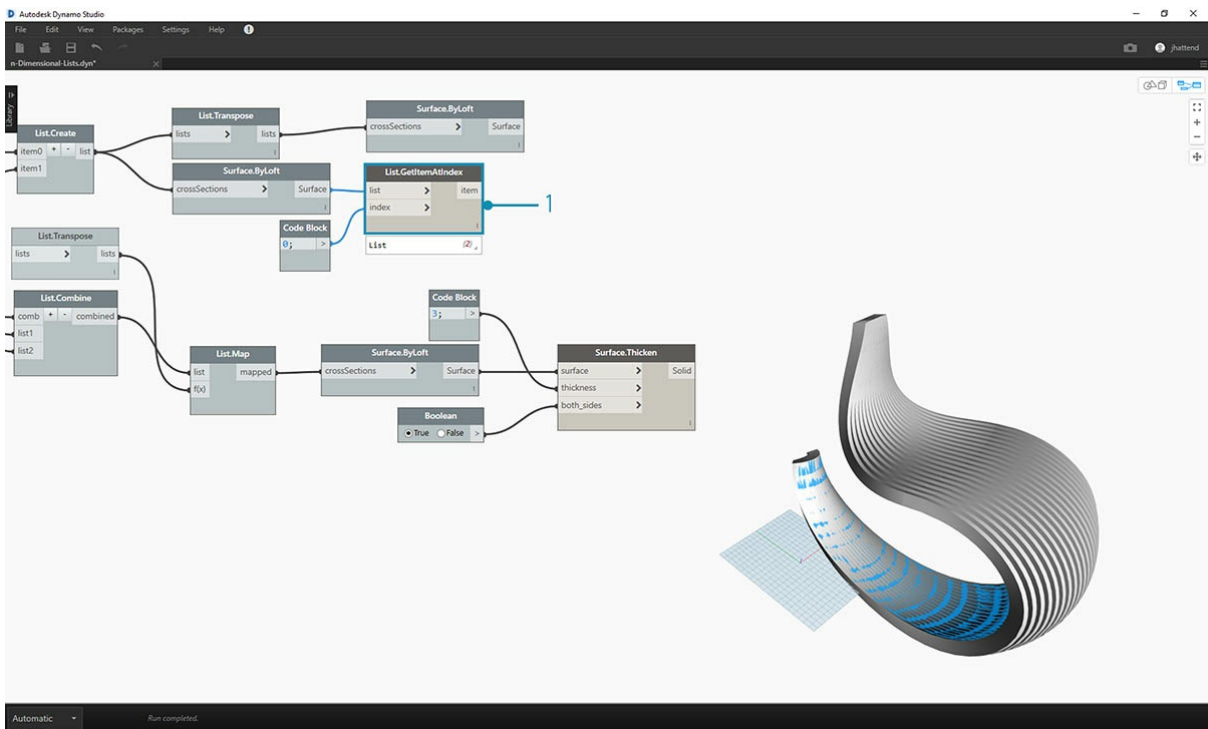 Autodesk Dynamo Studio
File Edit View Packages Settings Help
jhattend
n-Dimensional-Lists.dyn*
Library
List.Create
item0 + - list
item1
List.Transpose
lists > lists
Surface.ByLoft
crossSections > Surface
Surface.ByLoft
crossSections > Surface
List.GetItemAtIndex
list > item
index >
1
List (2)
Code Block
0; >
List.Transpose
lists > lists
List.Combine
comb + - combined
list1
list2
List.Map
list mapped
f(x)
Surface.ByLoft
crossSections > Surface
Code Block
3; >
Boolean
True False >
Surface.Thicken
surface > Solid
thickness >
both_sides >
Automatic
Run completed.